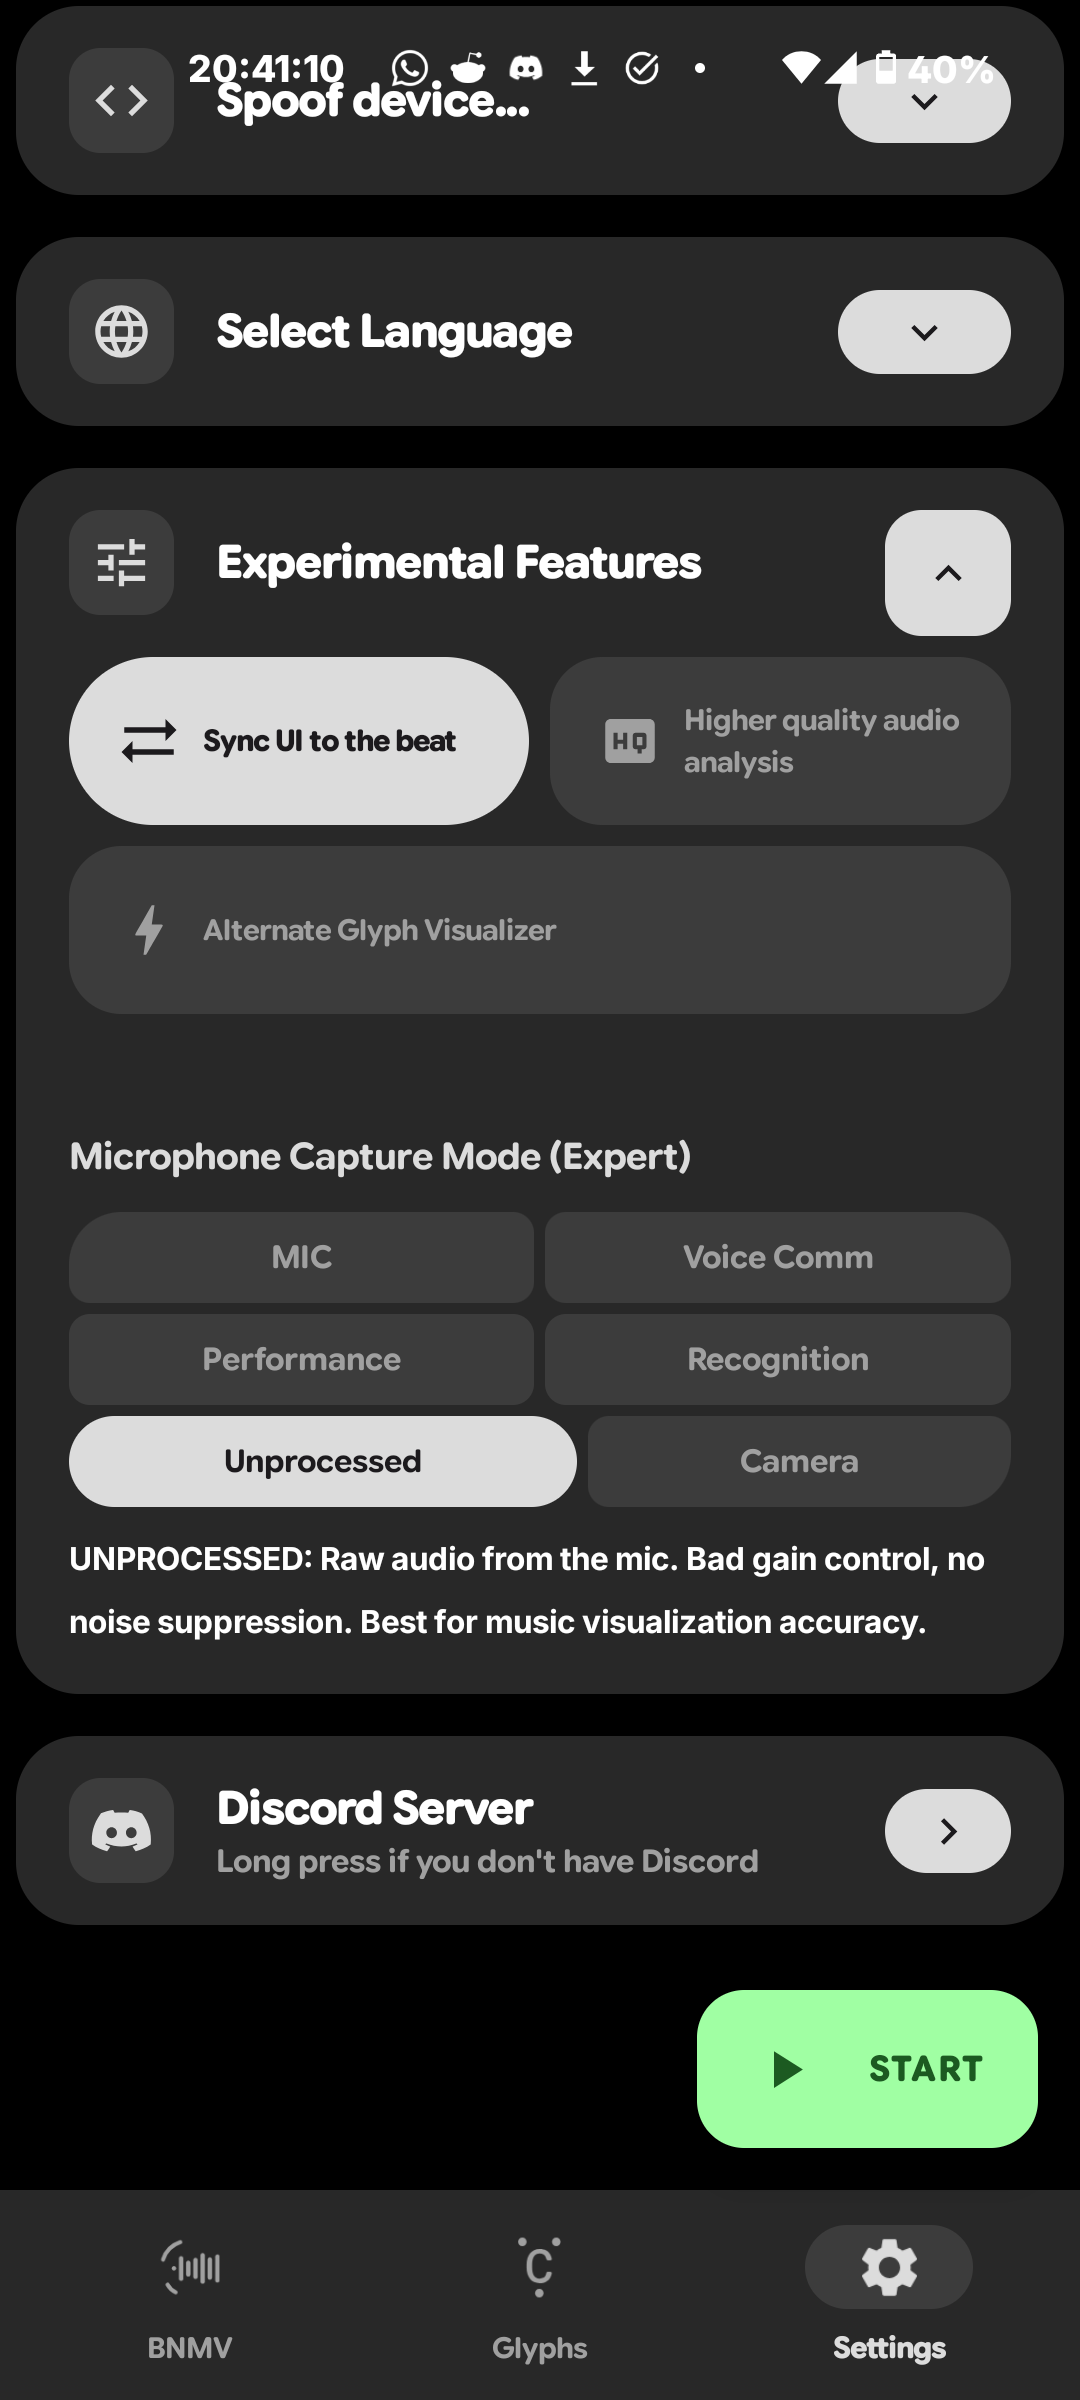 20:41:10
40%
Spoof device...
Select Language
Experimental Features
Sync UI to the beat
HQ
Higher quality audio
analysis
Alternate Glyph Visualizer
Microphone Capture Mode (Expert)
MIC
Voice Comm
Performance
Recognition
Unprocessed
Camera
UNPROCESSED: Raw audio from the mic. Bad gain control, no
noise suppression. Best for music visualization accuracy.
Discord Server
Long press if you don't have Discord
START
BNMV
Glyphs
Settings